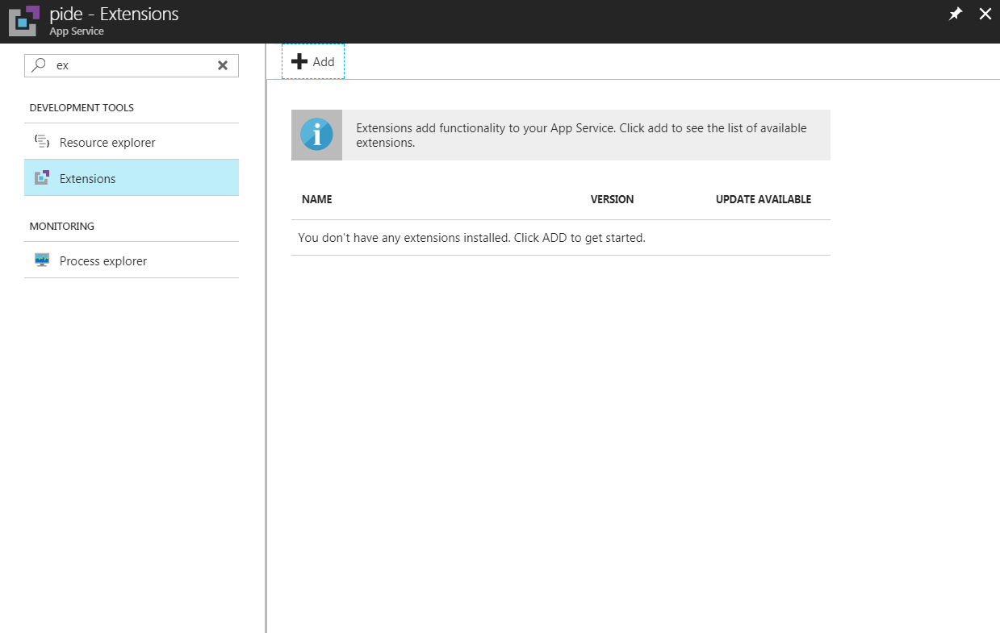 pide - Extensions
App Service
ex
DEVELOPMENT TOOLS
Resource explorer
Extensions
MONITORING
Process explorer
Add
Extensions add functionality to your App Service. Click add to see the list of available
extensions.
NAME VERSION UPDATE AVAILABLE
You don't have any extensions installed. Click ADD to get started.